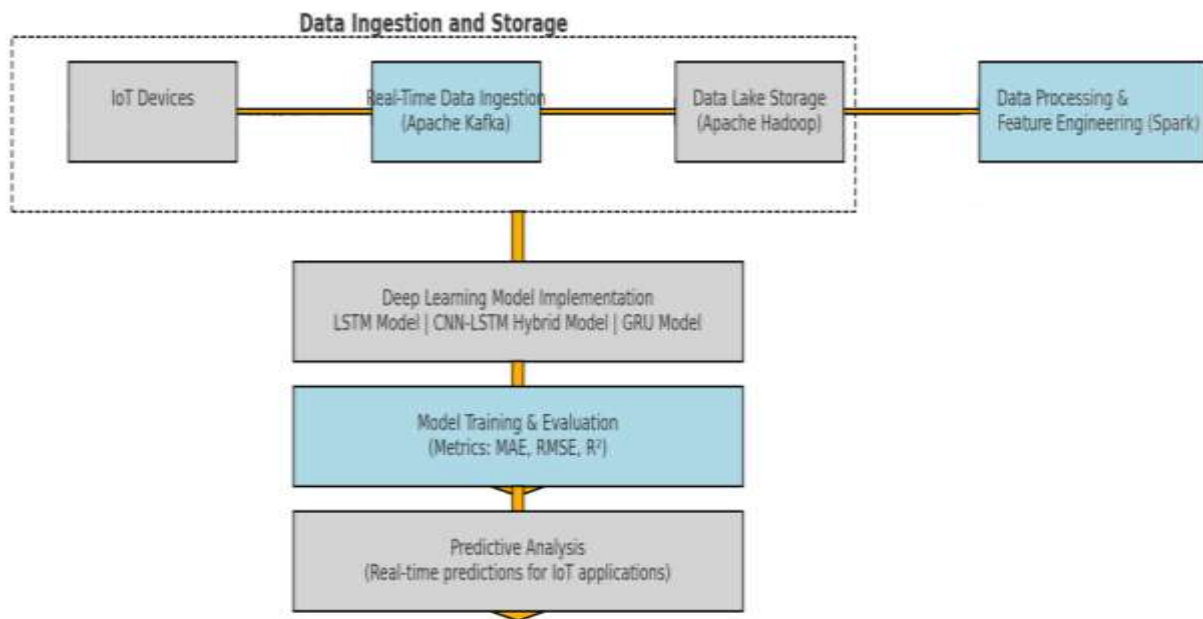 Data Ingestion and Storage
IoT Devices
Real-Time Data Ingestion
(Apache Kafka)
Data Lake Storage
(Apache Hadoop)
Data Processing &
Feature Engineering (Spark)
Deep Learning Model Implementation
LSTM Model | CNN-LSTM Hybrid Model | GRU Model
Model Training & Evaluation
(Metrics: MAE, RMSE, R²)
Predictive Analysis
(Real-time predictions for IoT applications)